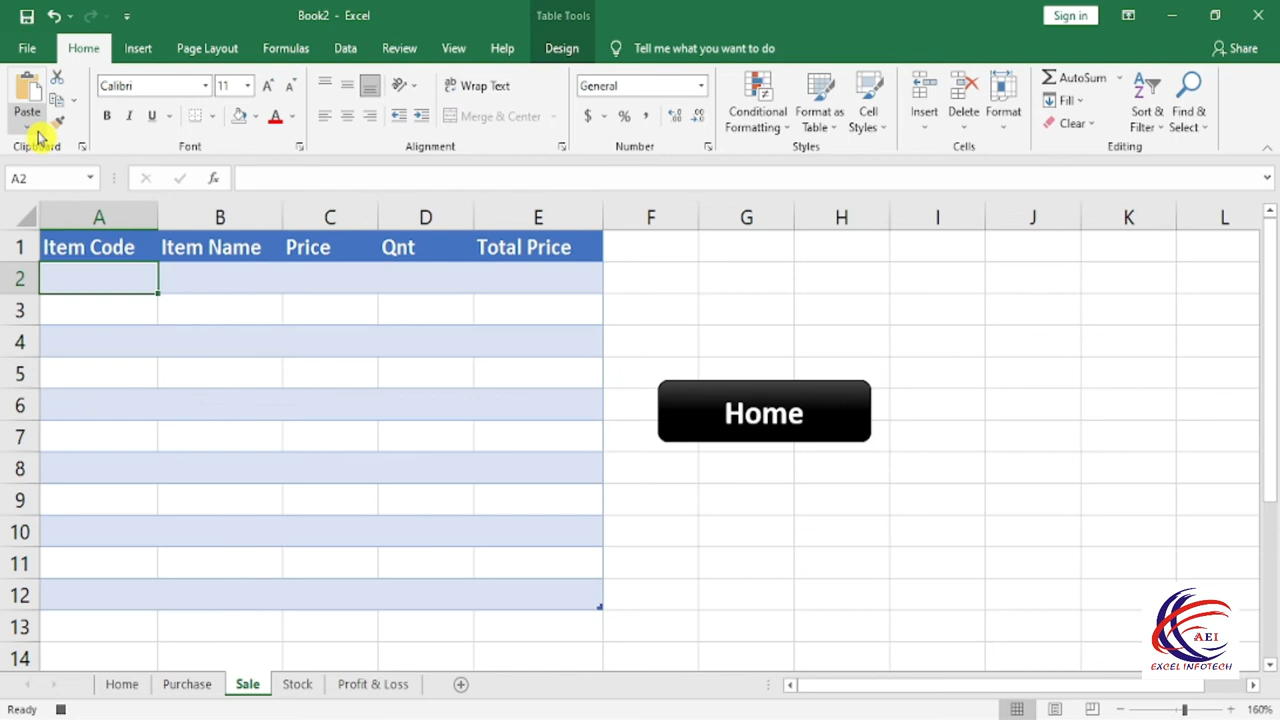 Book2 - Excel
Table Tools
Sign in
File
Home
Insert
Page Layout
Formulas
Data
Review
View
Help
Design
Tell me what you want to do
Share
Paste
Clipboard
Calibri
11
B I U
Font
Wrap Text
Merge & Center
Alignment
General
$ % ,
Number
Conditional
Formatting
Format as
Table
Cell
Styles
Styles
Insert
Delete
Format
Cells
AutoSum
Fill
Clear
Sort &
Filter
Find &
Select
Editing
A2
fx
A B C D E F G H I J K L
1 Item Code Item Name Price Qnt Total Price
2
3
4
5
6
7
8
9
10
11
12
13
14
Home
AEI
EXCEL INFOTECH
Home
Purchase
Sale
Stock
Profit & Loss
Ready
160%